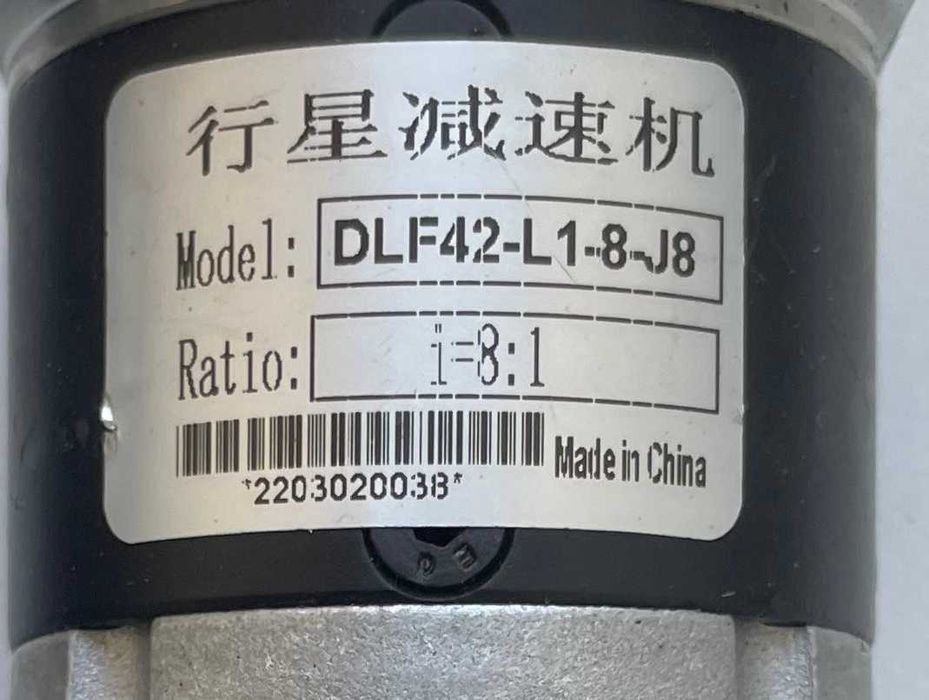 行星减速机
Model: DLF42-L1-8-J8
Ratio: i=8:1
*2203020038*
Made in China